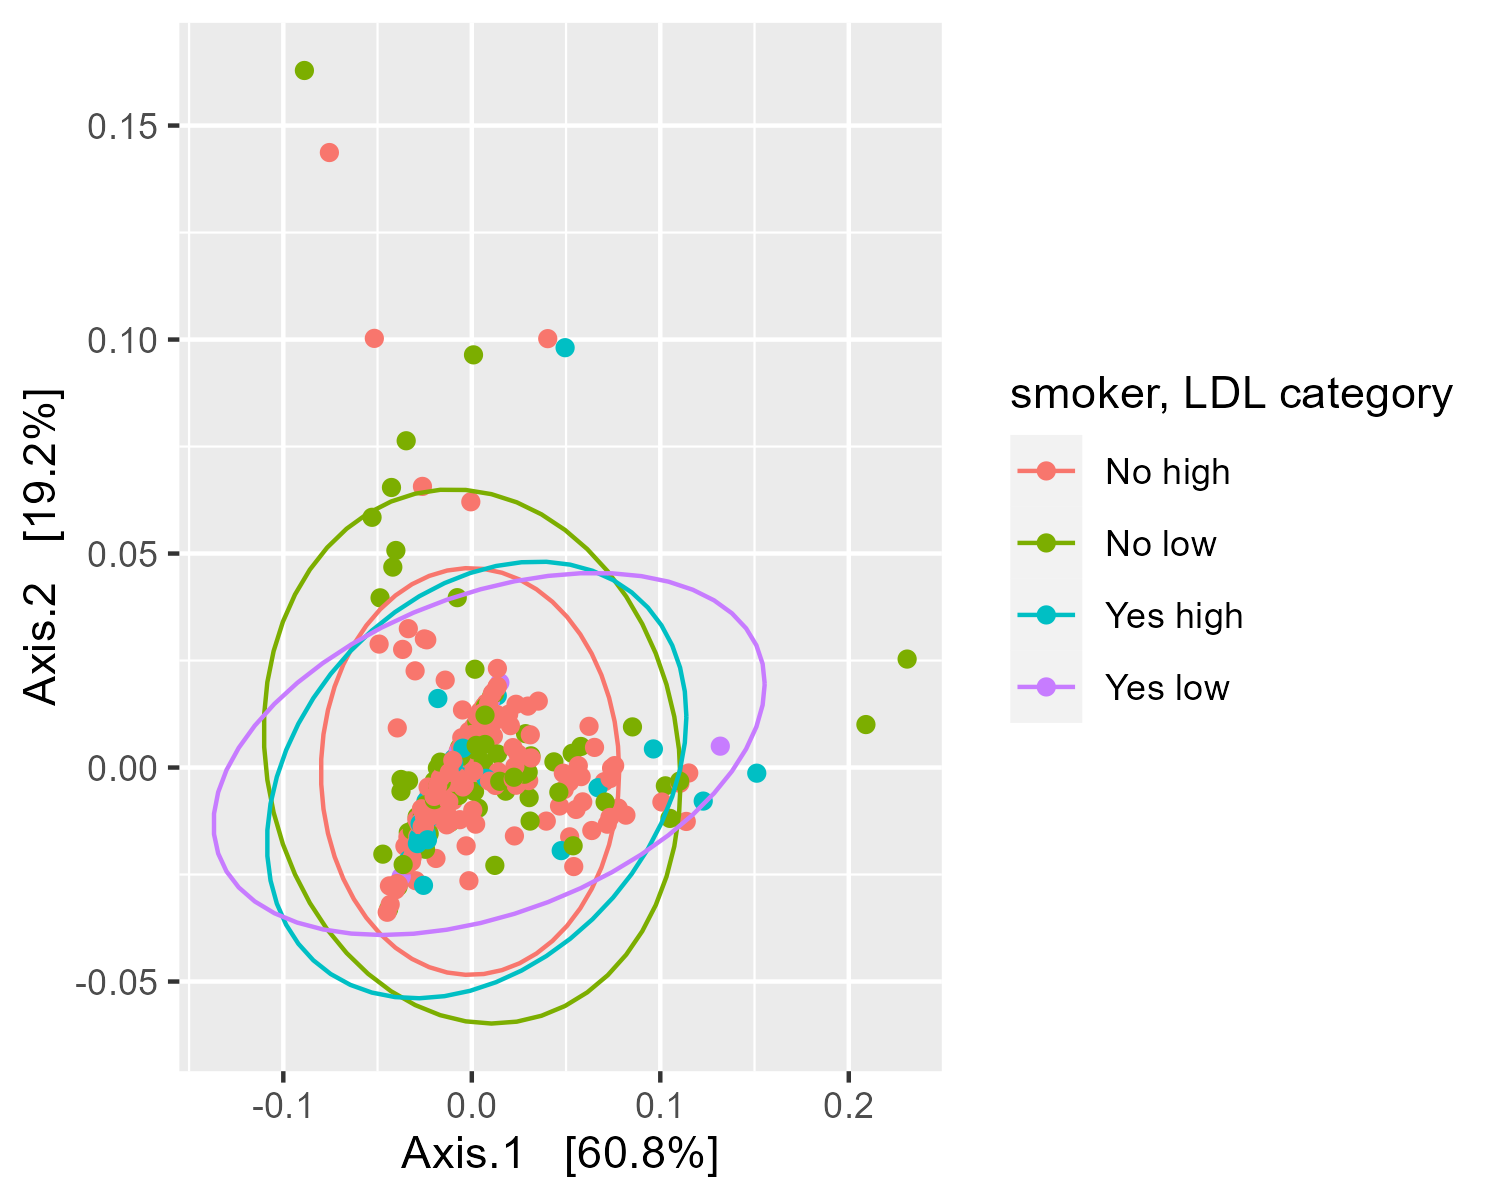 0.15
0.10
0.05
0.00
-0.05
-0.1
0.0
0.1
0.2
Axis.1 [60.8%]
Axis.2 [19.2%]
smoker, LDL category
No high
No low
Yes high
Yes low